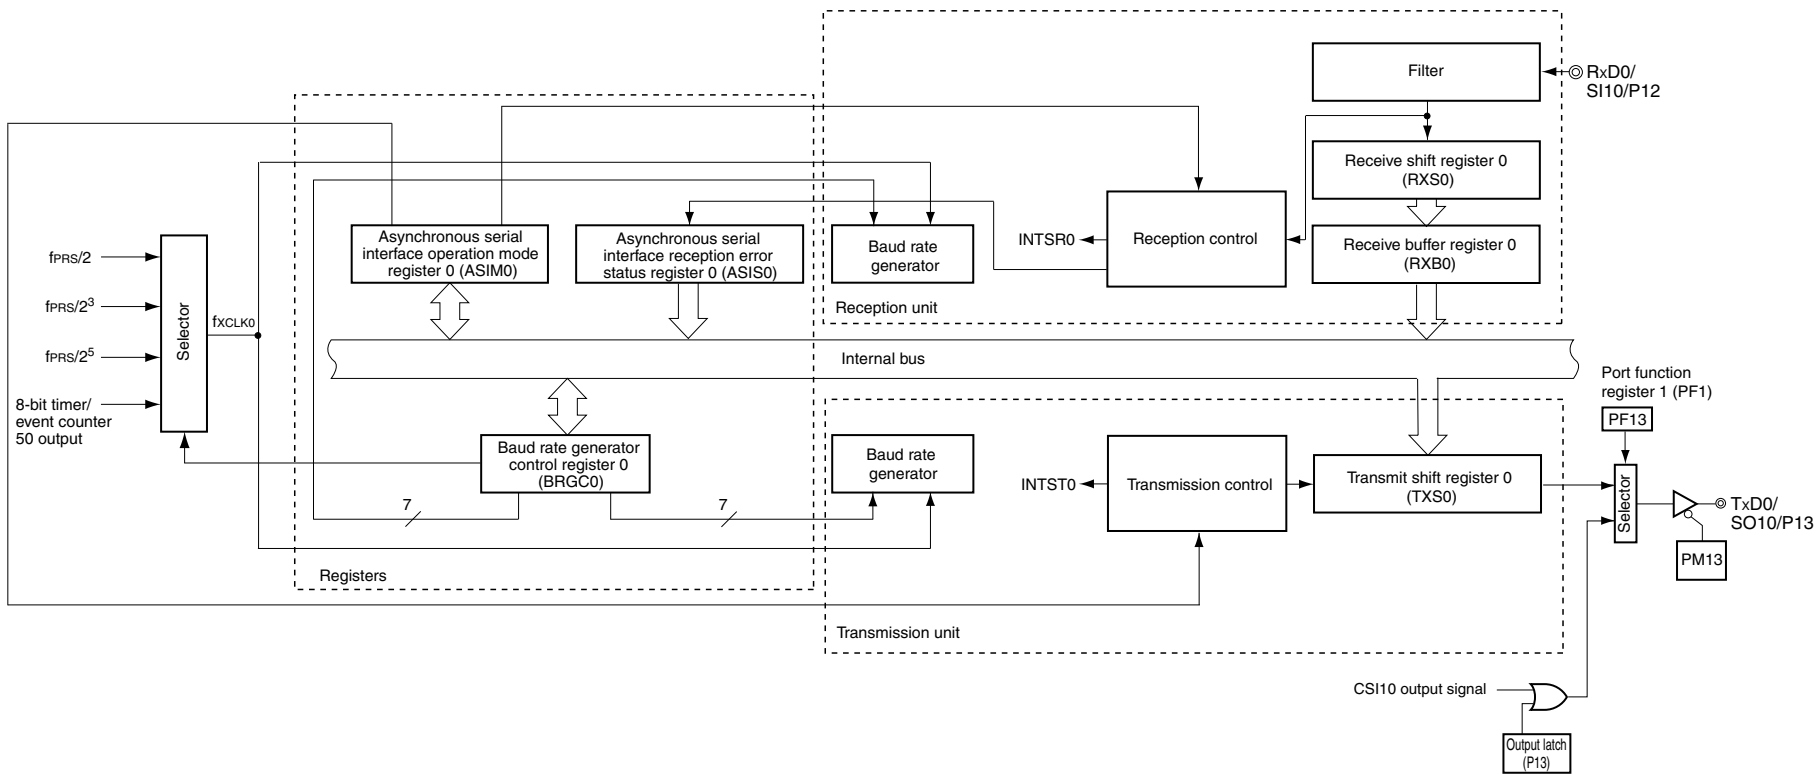 Filter
RxD0/
SI10/P12
Receive shift register 0
(RXS0)
Asynchronous serial
interface operation mode
register 0 (ASIM0)
Asynchronous serial
interface reception error
status register 0 (ASIS0)
Baud rate
generator
INTSR0
Reception control
Receive buffer register 0
(RXB0)
Reception unit
fPRS/2
fPRS/2³
fPRS/2⁵
8-bit timer/
event counter
50 output
Selector
fXCLK0
Internal bus
Port function
register 1 (PF1)
PF13
Baud rate generator
control register 0
(BRGC0)
7
7
Baud rate
generator
INTST0
Transmission control
Transmit shift register 0
(TXS0)
Selector
TxD0/
SO10/P13
PM13
Registers
Transmission unit
CSI10 output signal
Output latch
(P13)